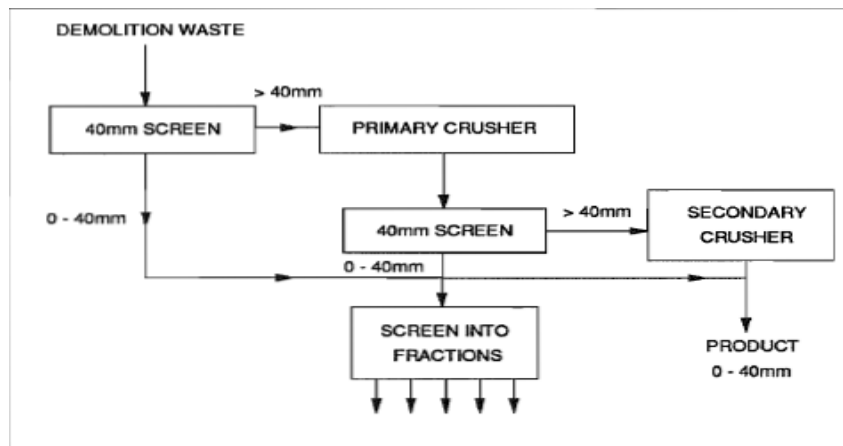 DEMOLITION WASTE
> 40mm
40mm SCREEN
PRIMARY CRUSHER
0 - 40mm
> 40mm
SECONDARY
CRUSHER
40mm SCREEN
0 - 40mm
SCREEN INTO
FRACTIONS
PRODUCT
0 - 40mm